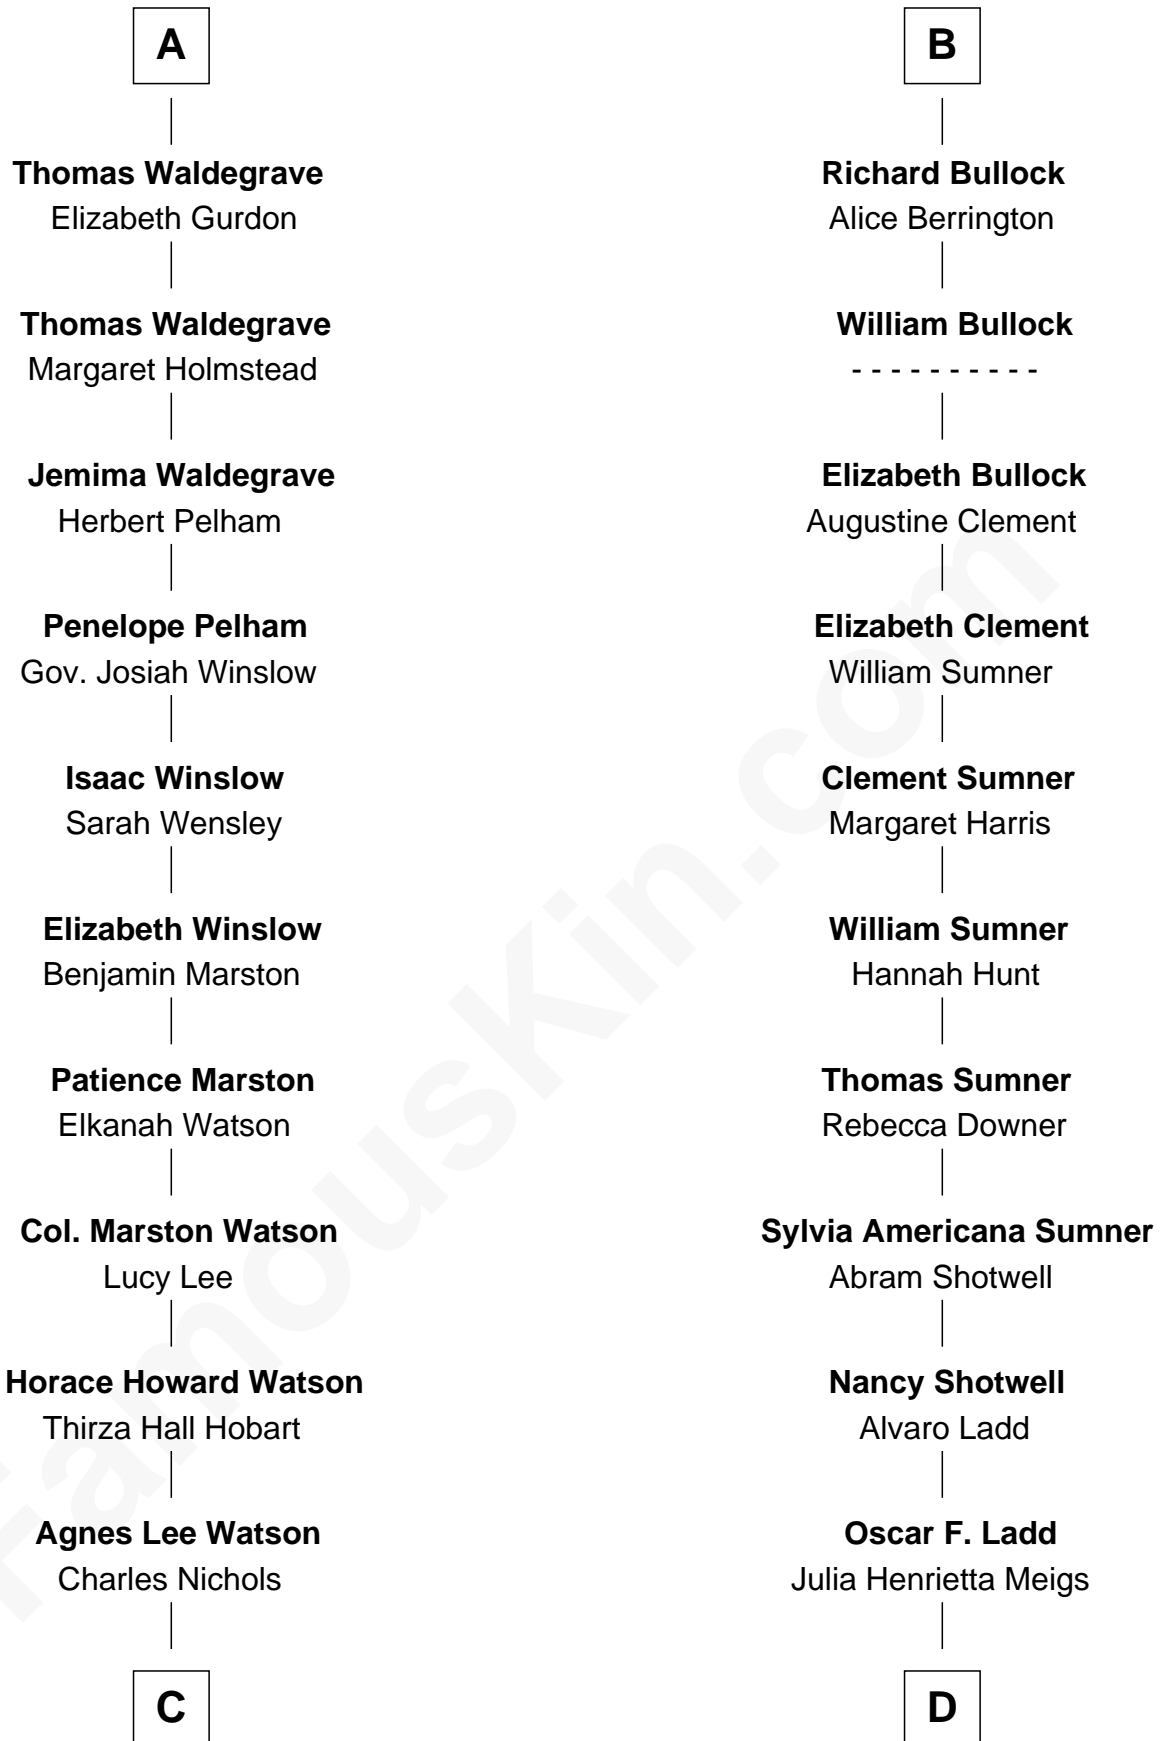 A
Thomas Waldegrave
Elizabeth Gurdon
Thomas Waldegrave
Margaret Holmstead
Jemima Waldegrave
Herbert Pelham
Penelope Pelham
Gov. Josiah Winslow
Isaac Winslow
Sarah Wensley
Elizabeth Winslow
Benjamin Marston
Patience Marston
Elkanah Watson
Col. Marston Watson
Lucy Lee
Horace Howard Watson
Thirza Hall Hobart
Agnes Lee Watson
Charles Nichols
C
B
Richard Bullock
Alice Berrington
William Bullock
- - - - - - - - - -
Elizabeth Bullock
Augustine Clement
Elizabeth Clement
William Sumner
Clement Sumner
Margaret Harris
William Sumner
Hannah Hunt
Thomas Sumner
Rebecca Downer
Sylvia Americana Sumner
Abram Shotwell
Nancy Shotwell
Alvaro Ladd
Oscar F. Ladd
Julia Henrietta Meigs
D
FamousKin.com